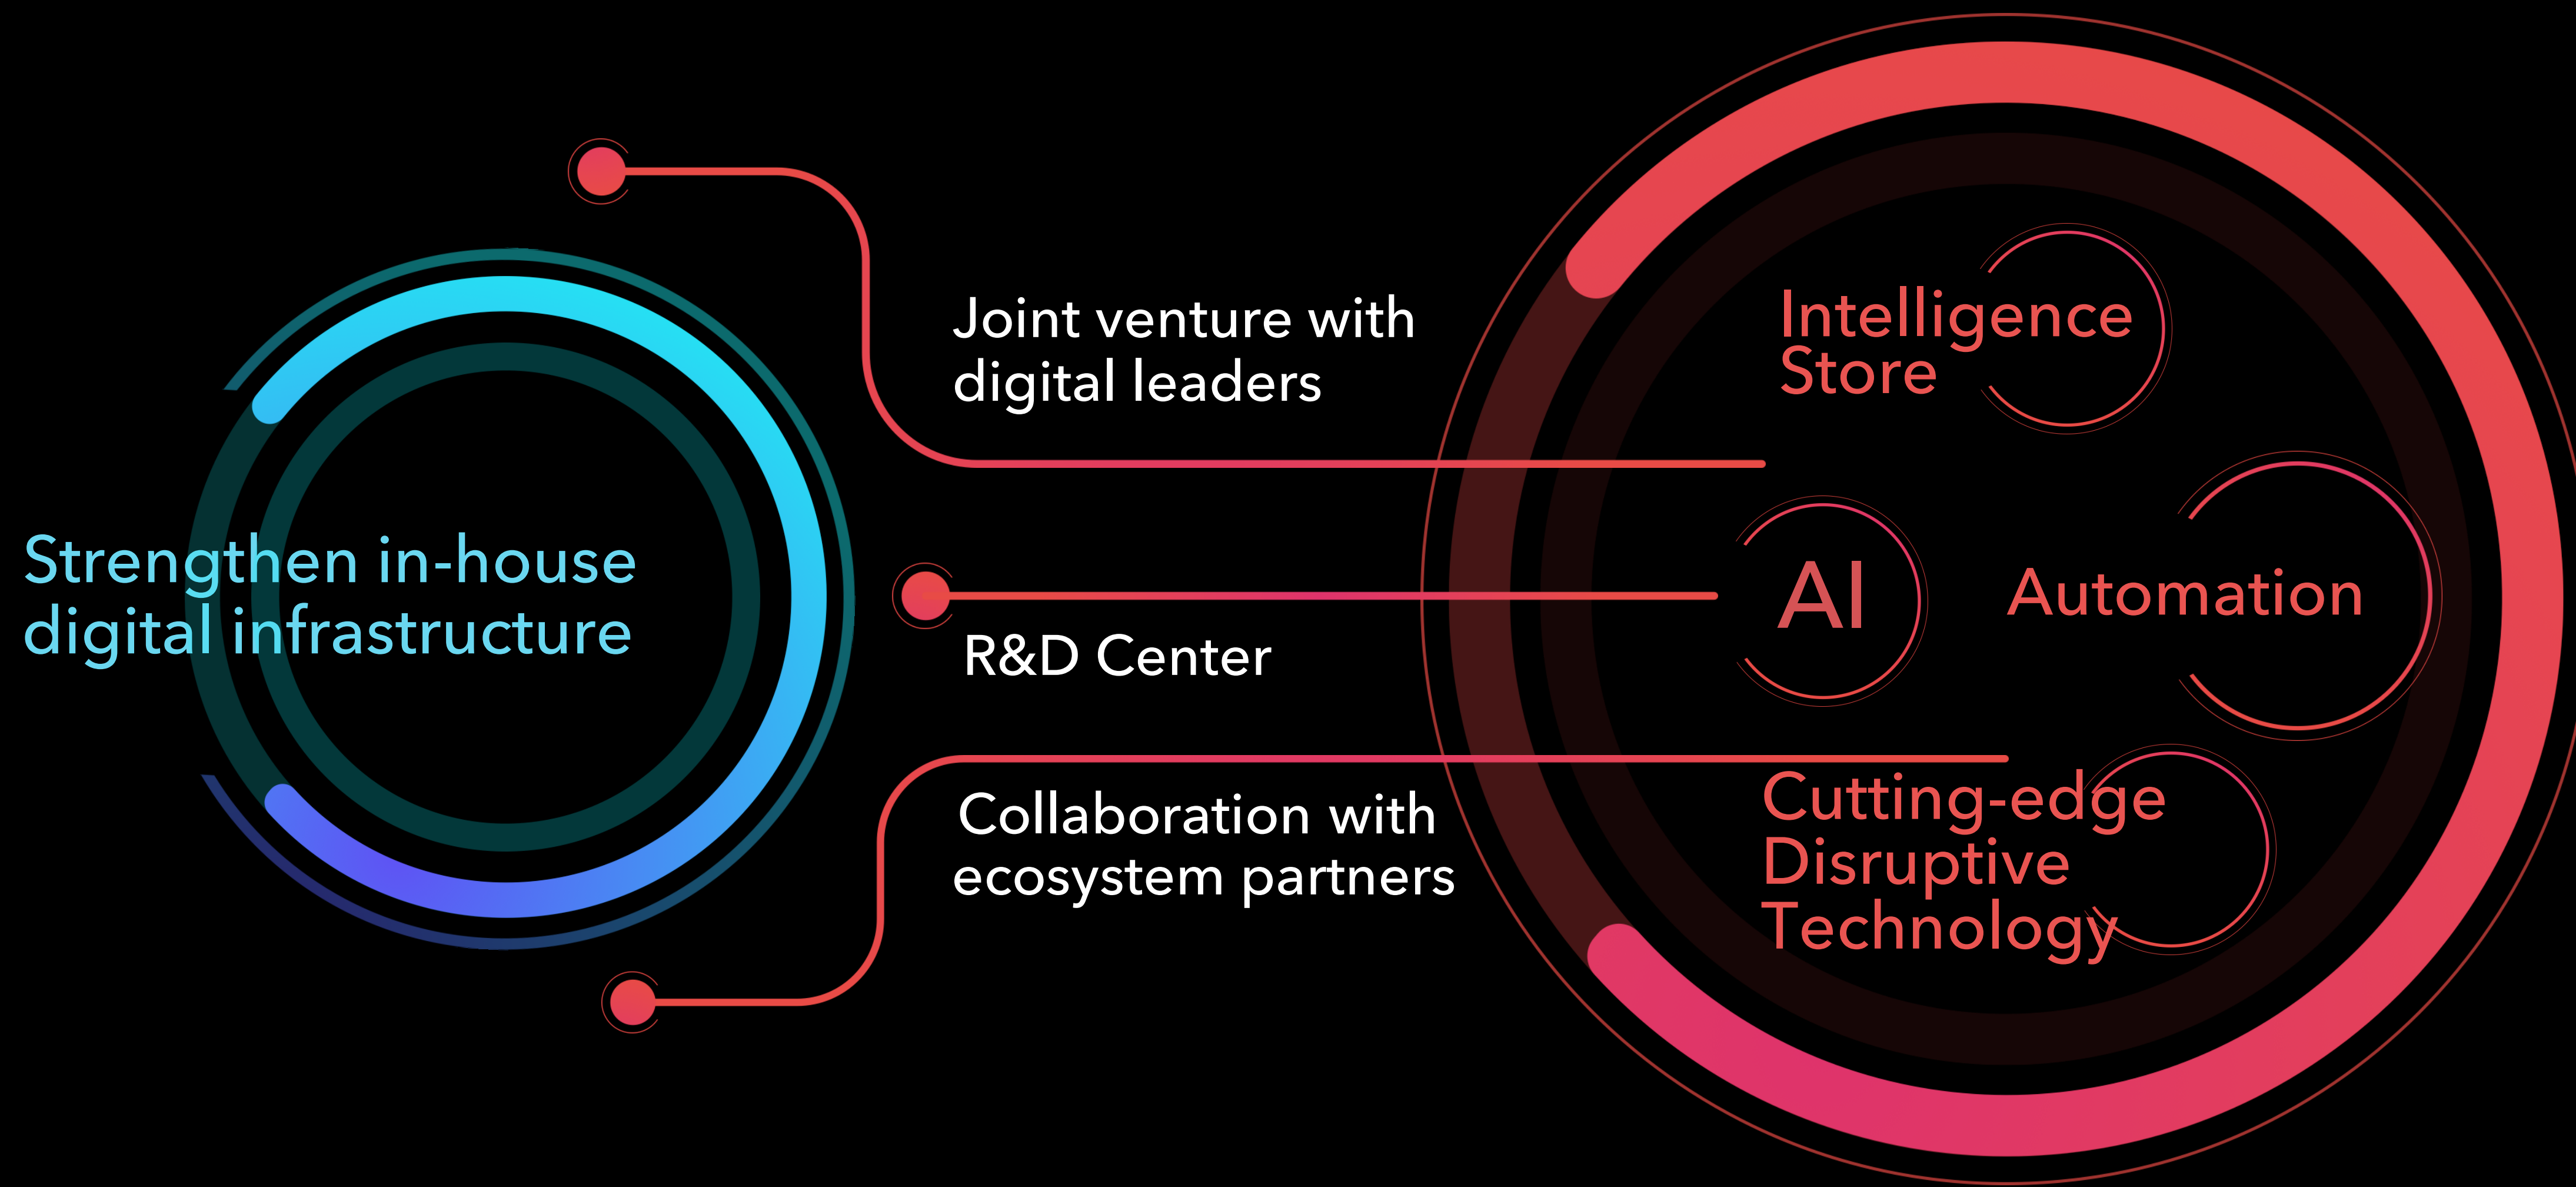 Strengthen in-house
digital infrastructure
Joint venture with
digital leaders
R&D Center
Collaboration with
ecosystem partners
Intelligence
Store
AI
Automation
Cutting-edge
Disruptive
Technology